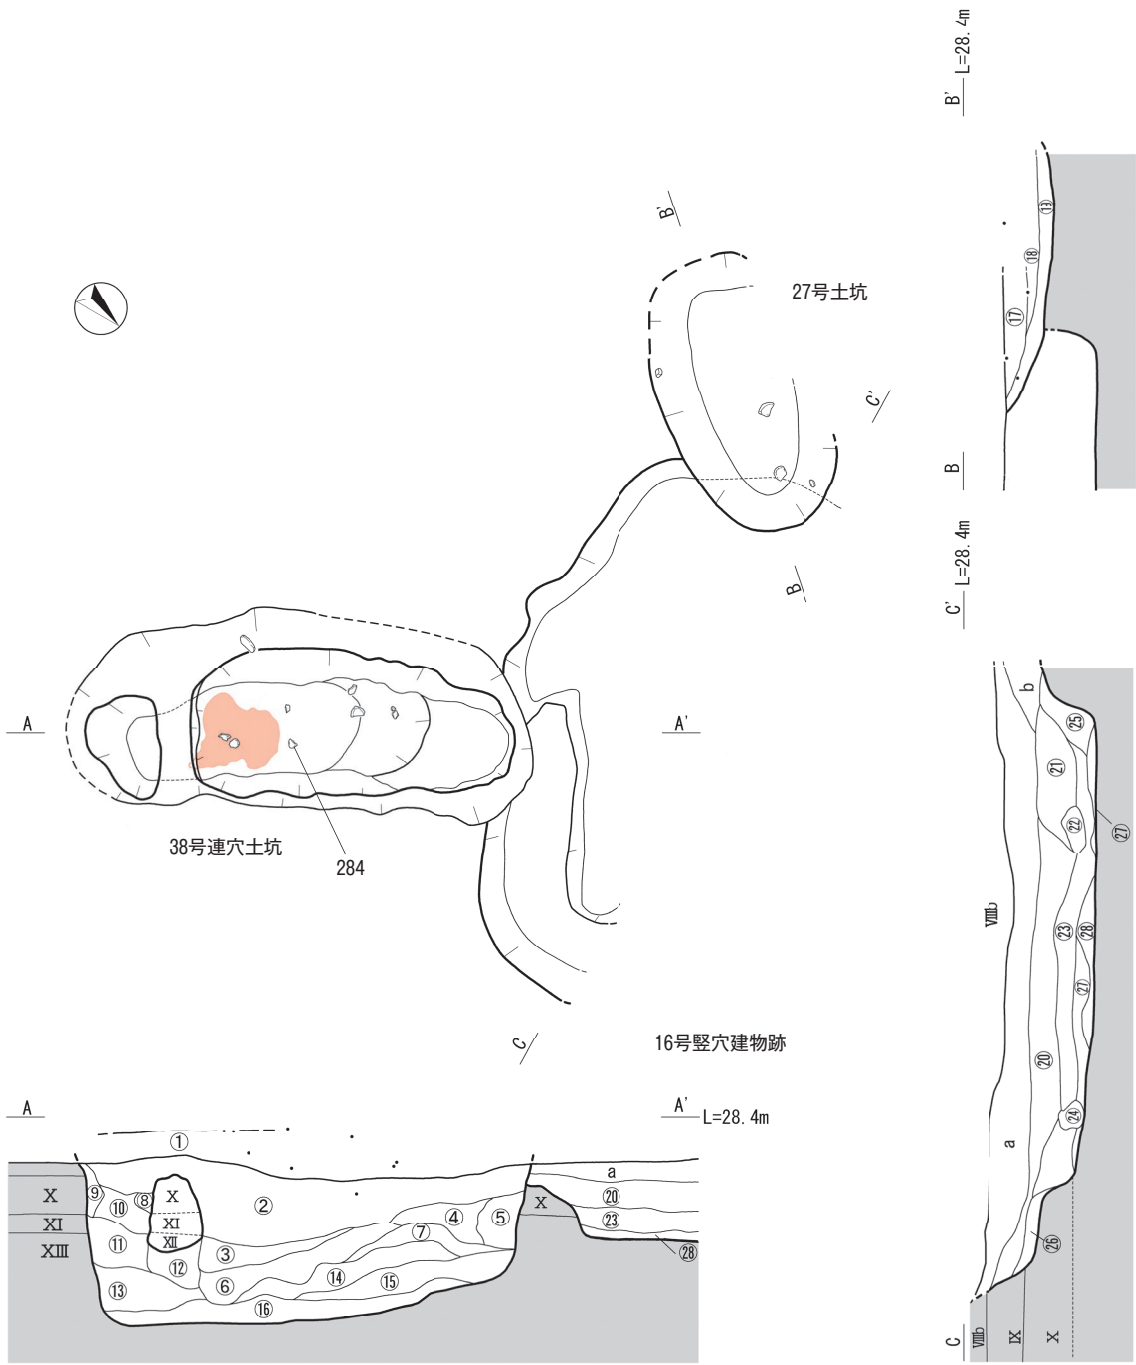 B' L=28.4m
B'
27号土坑
⑬
⑱
⑰
C'
B
B
C' L=28.4m
A
A'
38号連穴土坑
284
b
㉕
㉑
㉒
㉗
Ⅷb
㉓
㉘
㉗
⑳
㉔
a
㉖
C
16号竪穴建物跡
A
A' L=28.4m
①
a
⑨
X
⑩
⑧
X
②
④
⑤
X
⑳
XI
XI
⑦
㉓
XIII
⑪
XII
③
㉘
⑫
⑥
⑭
⑮
⑬
⑯
C
Ⅷb
IX
X